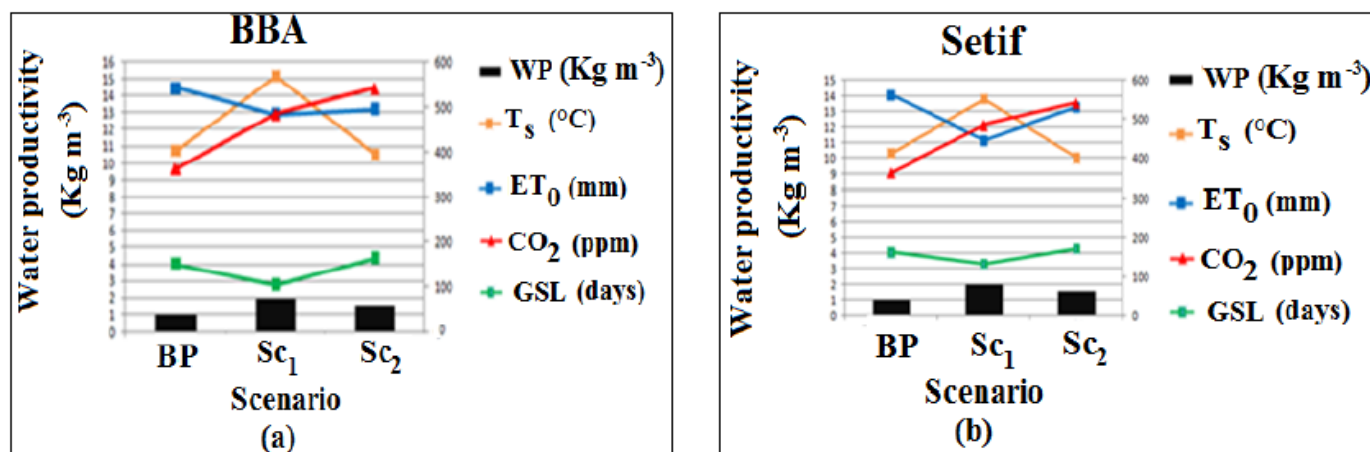 BBA
Water productivity
(Kg m⁻³)
16
15
14
13
12
11
10
9
8
7
6
5
4
3
2
1
0
600
500
400
300
200
100
0
WP (Kg m⁻³)
Tₛ (°C)
ET₀ (mm)
CO₂ (ppm)
GSL (days)
BP Sc₁ Sc₂
Scenario
(a)
Setif
Water productivity
(Kg m⁻³)
15
14
13
12
11
10
9
8
7
6
5
4
3
2
1
0
600
500
400
300
200
100
0
WP (Kg m⁻³)
Tₛ (°C)
ET₀ (mm)
CO₂ (ppm)
GSL (days)
BP Sc₁ Sc₂
Scenario
(b)